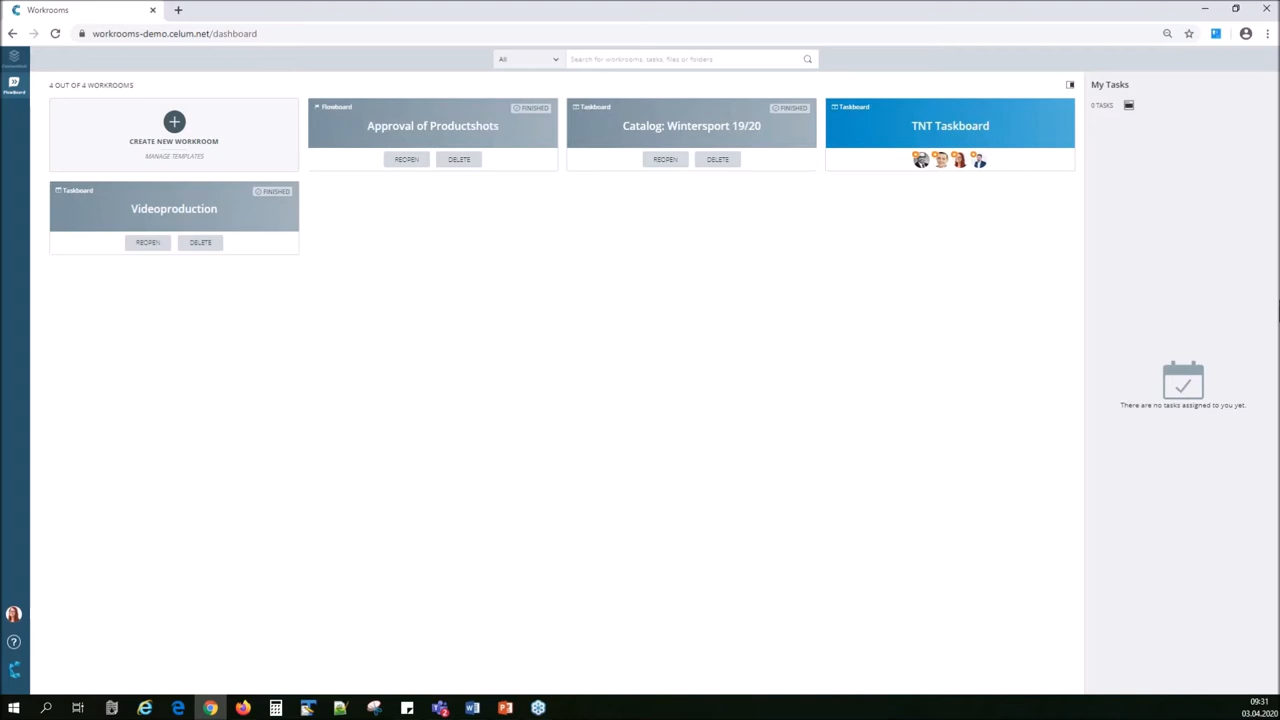 Workrooms
workrooms-demo.celum.net/dashboard
All
Search for workrooms, tasks, files or folders
4 OUT OF 4 WORKROOMS
My Tasks
0 TASKS
CREATE NEW WORKROOM
MANAGE TEMPLATES
Flowboard
FINISHED
Approval of Productshots
REOPEN
DELETE
Taskboard
FINISHED
Catalog: Wintersport 19/20
REOPEN
DELETE
Taskboard
TNT Taskboard
Taskboard
FINISHED
Videoproduction
REOPEN
DELETE
There are no tasks assigned to you yet.
Flowboard
09:31
03.04.2020